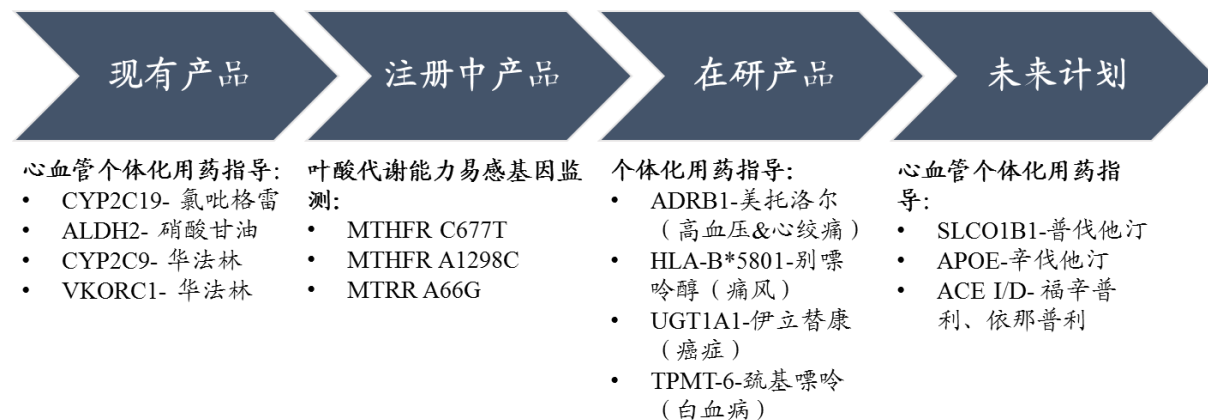 现有产品
注册中产品
在研产品
未来计划
心血管个体化用药指导:
• CYP2C19- 氯吡格雷
• ALDH2- 硝酸甘油
• CYP2C9- 华法林
• VKORC1- 华法林
叶酸代谢能力易感基因监
测:
• MTHFR C677T
• MTHFR A1298C
• MTRR A66G
个体化用药指导:
• ADRB1-美托洛尔
（高血压&心绞痛）
• HLA-B*5801-别嘌
呤醇（痛风）
• UGT1A1-伊立替康
（癌症）
• TPMT-6-巯基嘌呤
（白血病）
心血管个体化用药指
导:
• SLCO1B1-普伐他汀
• APOE-辛伐他汀
• ACE I/D- 福辛普
利、依那普利